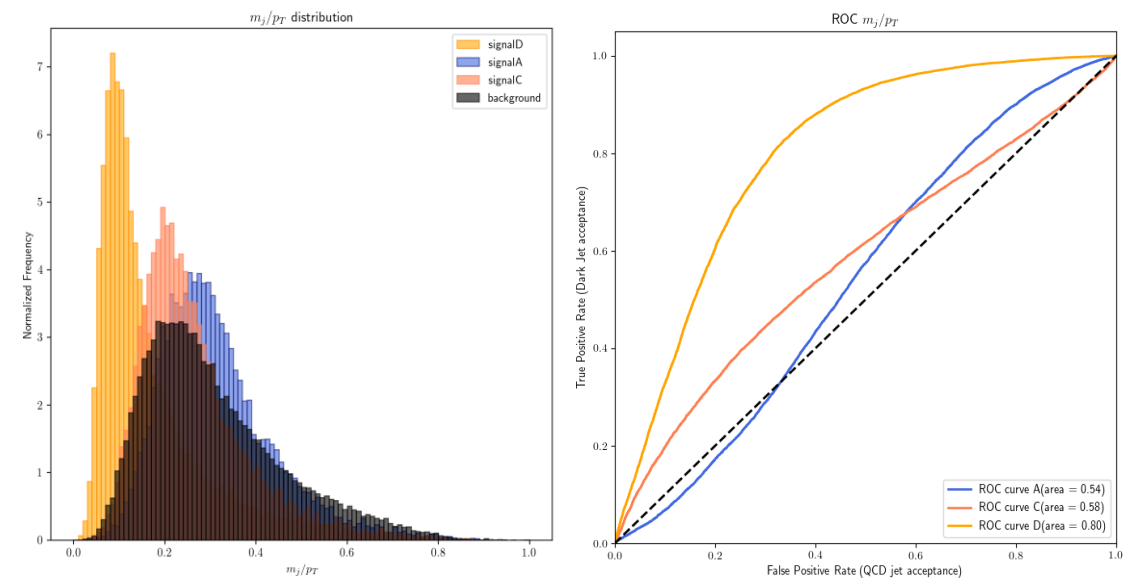 m_j/p_T distribution
signalD
signalA
signalC
background
Normalized Frequency
7
6
5
4
3
2
1
0
0.0 0.2 0.4 0.6 0.8 1.0
m_j/p_T
ROC m_j/p_T
True Positive Rate (Dark Jet acceptance)
1.0
0.8
0.6
0.4
0.2
0.0
ROC curve A(area = 0.54)
ROC curve C(area = 0.58)
ROC curve D(area = 0.80)
0.0 0.2 0.4 0.6 0.8 1.0
False Positive Rate (QCD jet acceptance)